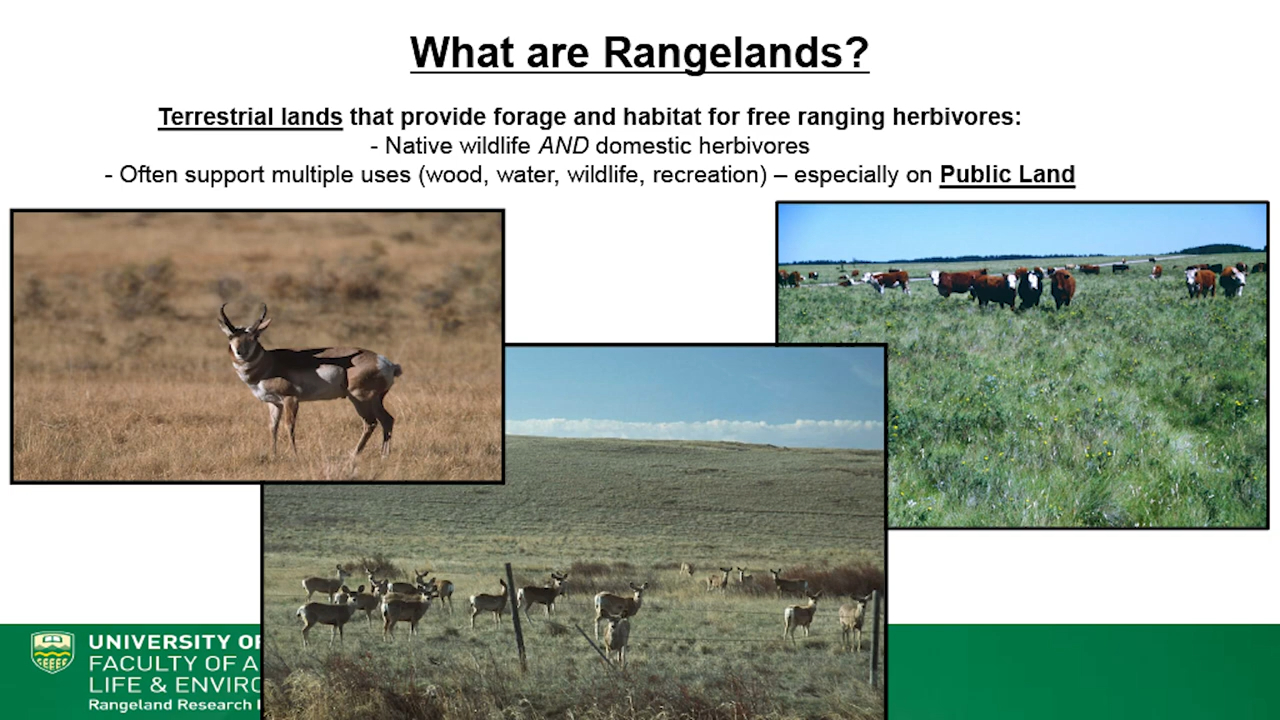 What are Rangelands?
Terrestrial lands that provide forage and habitat for free ranging herbivores:
- Native wildlife AND domestic herbivores
- Often support multiple uses (wood, water, wildlife, recreation) – especially on Public Land
UNIVERSITY OF
FACULTY OF A
LIFE & ENVIRO
Rangeland Research